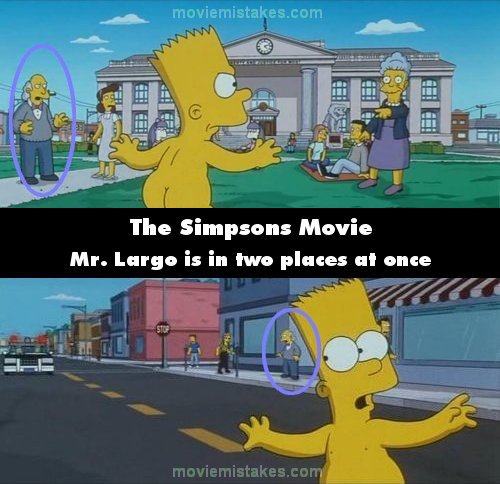 moviemistakes.com
The Simpsons Movie
Mr. Largo is in two places at once
STOP
moviemistakes.com